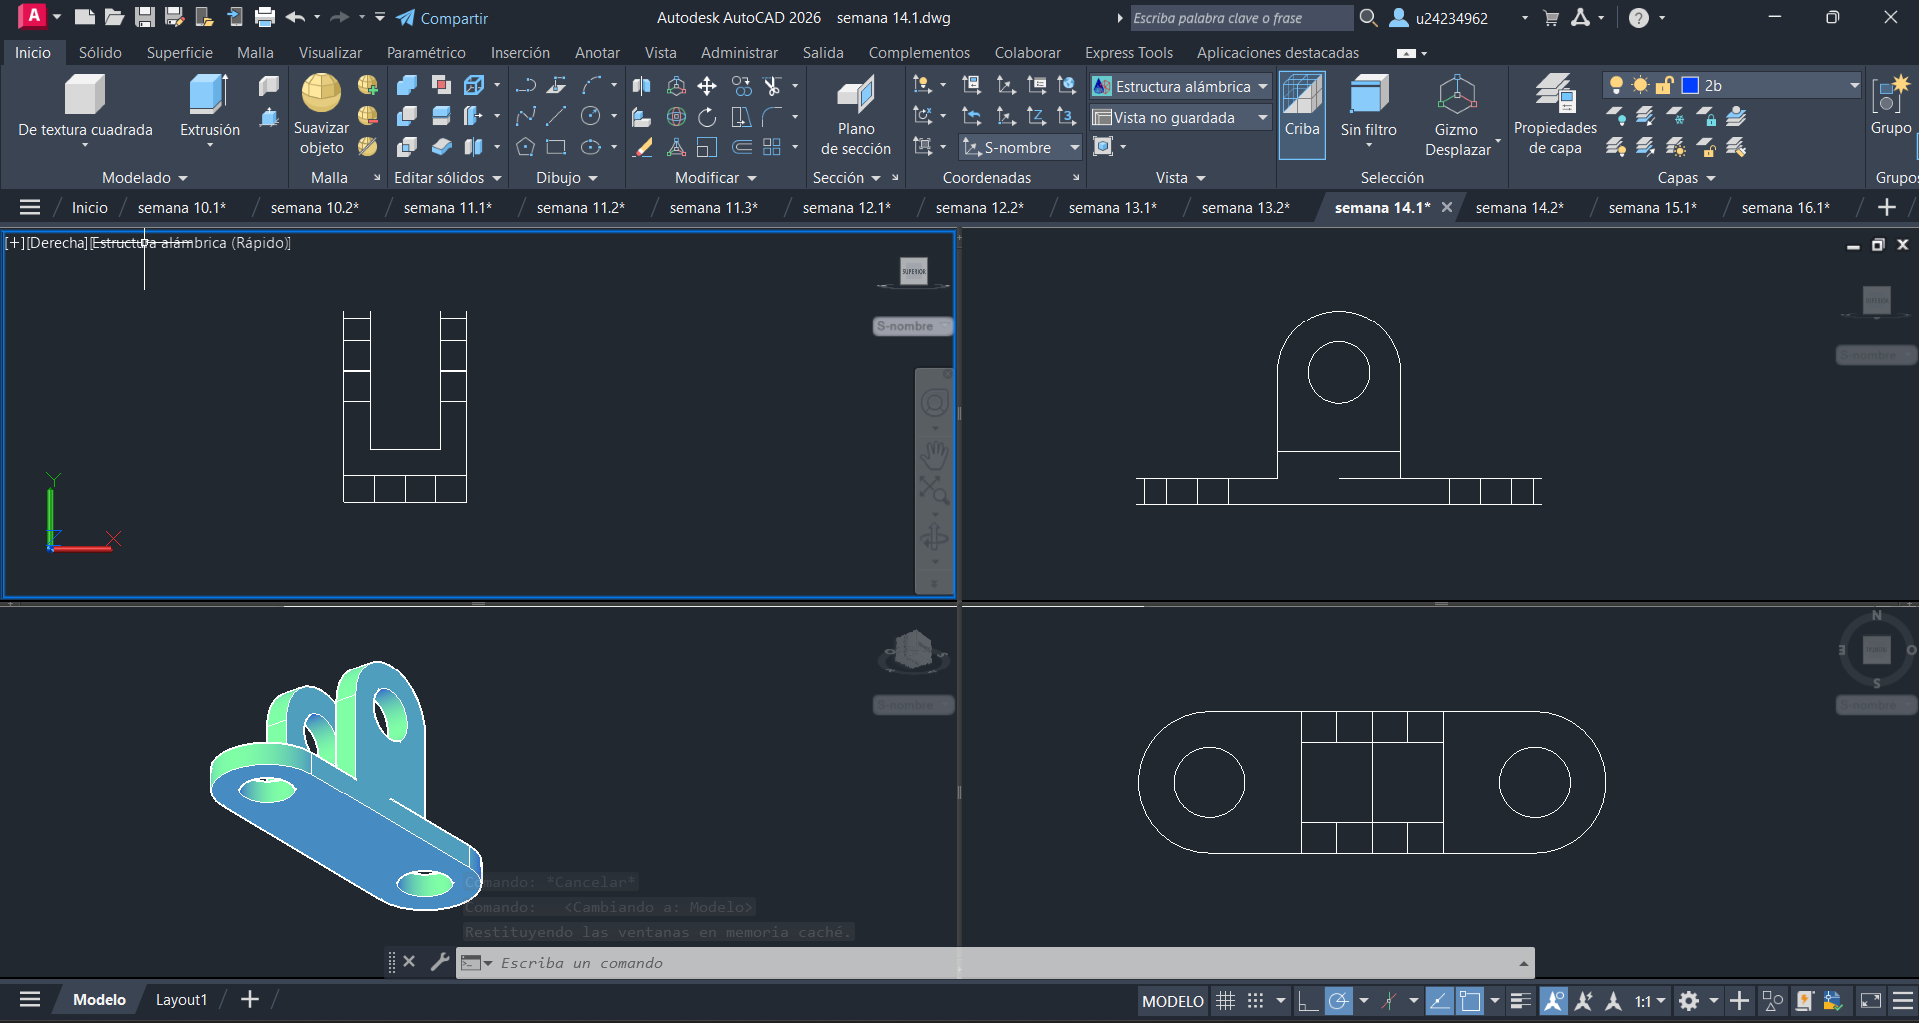 A
Compartir
Autodesk AutoCAD 2026 semana 14.1.dwg
Escriba palabra clave o frase
u24234962
Inicio Sólido Superficie Malla Visualizar Paramétrico Inserción Anotar Vista Administrar Salida Complementos Colaborar Express Tools Aplicaciones destacadas
De textura cuadrada
Extrusión
Modelado
Suavizar
objeto
Malla
Editar sólidos
Dibujo
Modificar
Plano
de sección
Sección
S-nombre
Coordenadas
Estructura alámbrica
Vista no guardada
Vista
Criba
Sin filtro
Gizmo
Desplazar
Selección
Propiedades
de capa
2b
Capas
Grupo
Grupos
Inicio semana 10.1* semana 10.2* semana 11.1* semana 11.2* semana 11.3* semana 12.1* semana 12.2* semana 13.1* semana 13.2* semana 14.1* semana 14.2* semana 15.1* semana 16.1*
[+][Derecha][Estructura alámbrica (Rápido)]
SUPERIOR
S-nombre
S-nombre
Y
X
N
E
O
S
S-nombre
S-nombre
Comando: *Cancelar*
Comando: <Cambiando a: Modelo>
Restituyendo las ventanas en memoria caché.
Escriba un comando
Modelo Layout1
MODELO
1:1